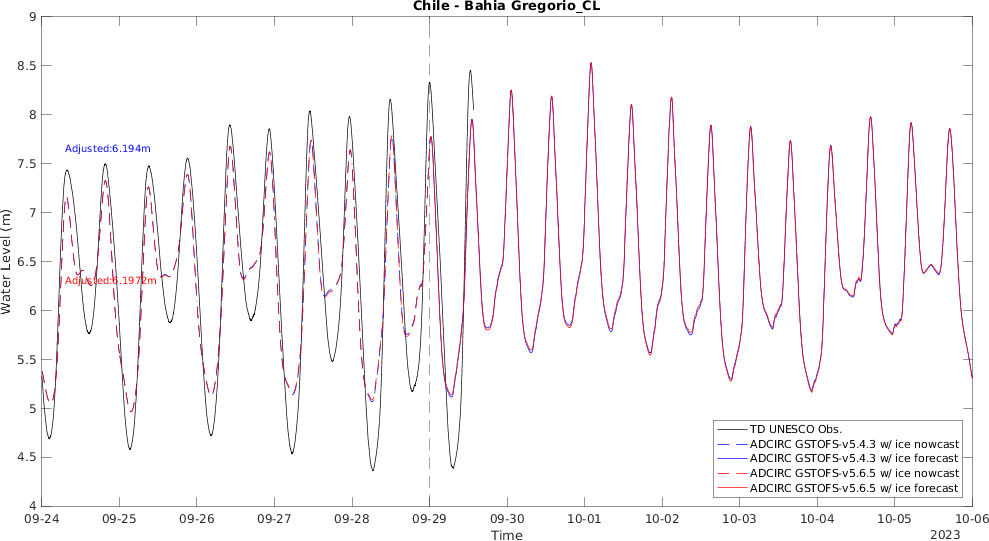 Chile - Bahia Gregorio_CL
9
8.5
8
7.5
7
6.5
6
5.5
5
4.5
4
Water Level (m)
Adjusted:6.194m
Adjusted:6.1972m
TD UNESCO Obs.
ADCIRC GSTOFS-v5.4.3 w/ ice nowcast
ADCIRC GSTOFS-v5.4.3 w/ ice forecast
ADCIRC GSTOFS-v5.6.5 w/ ice nowcast
ADCIRC GSTOFS-v5.6.5 w/ ice forecast
09-24 09-25 09-26 09-27 09-28 09-29 09-30 10-01 10-02 10-03 10-04 10-05 10-06
Time
2023